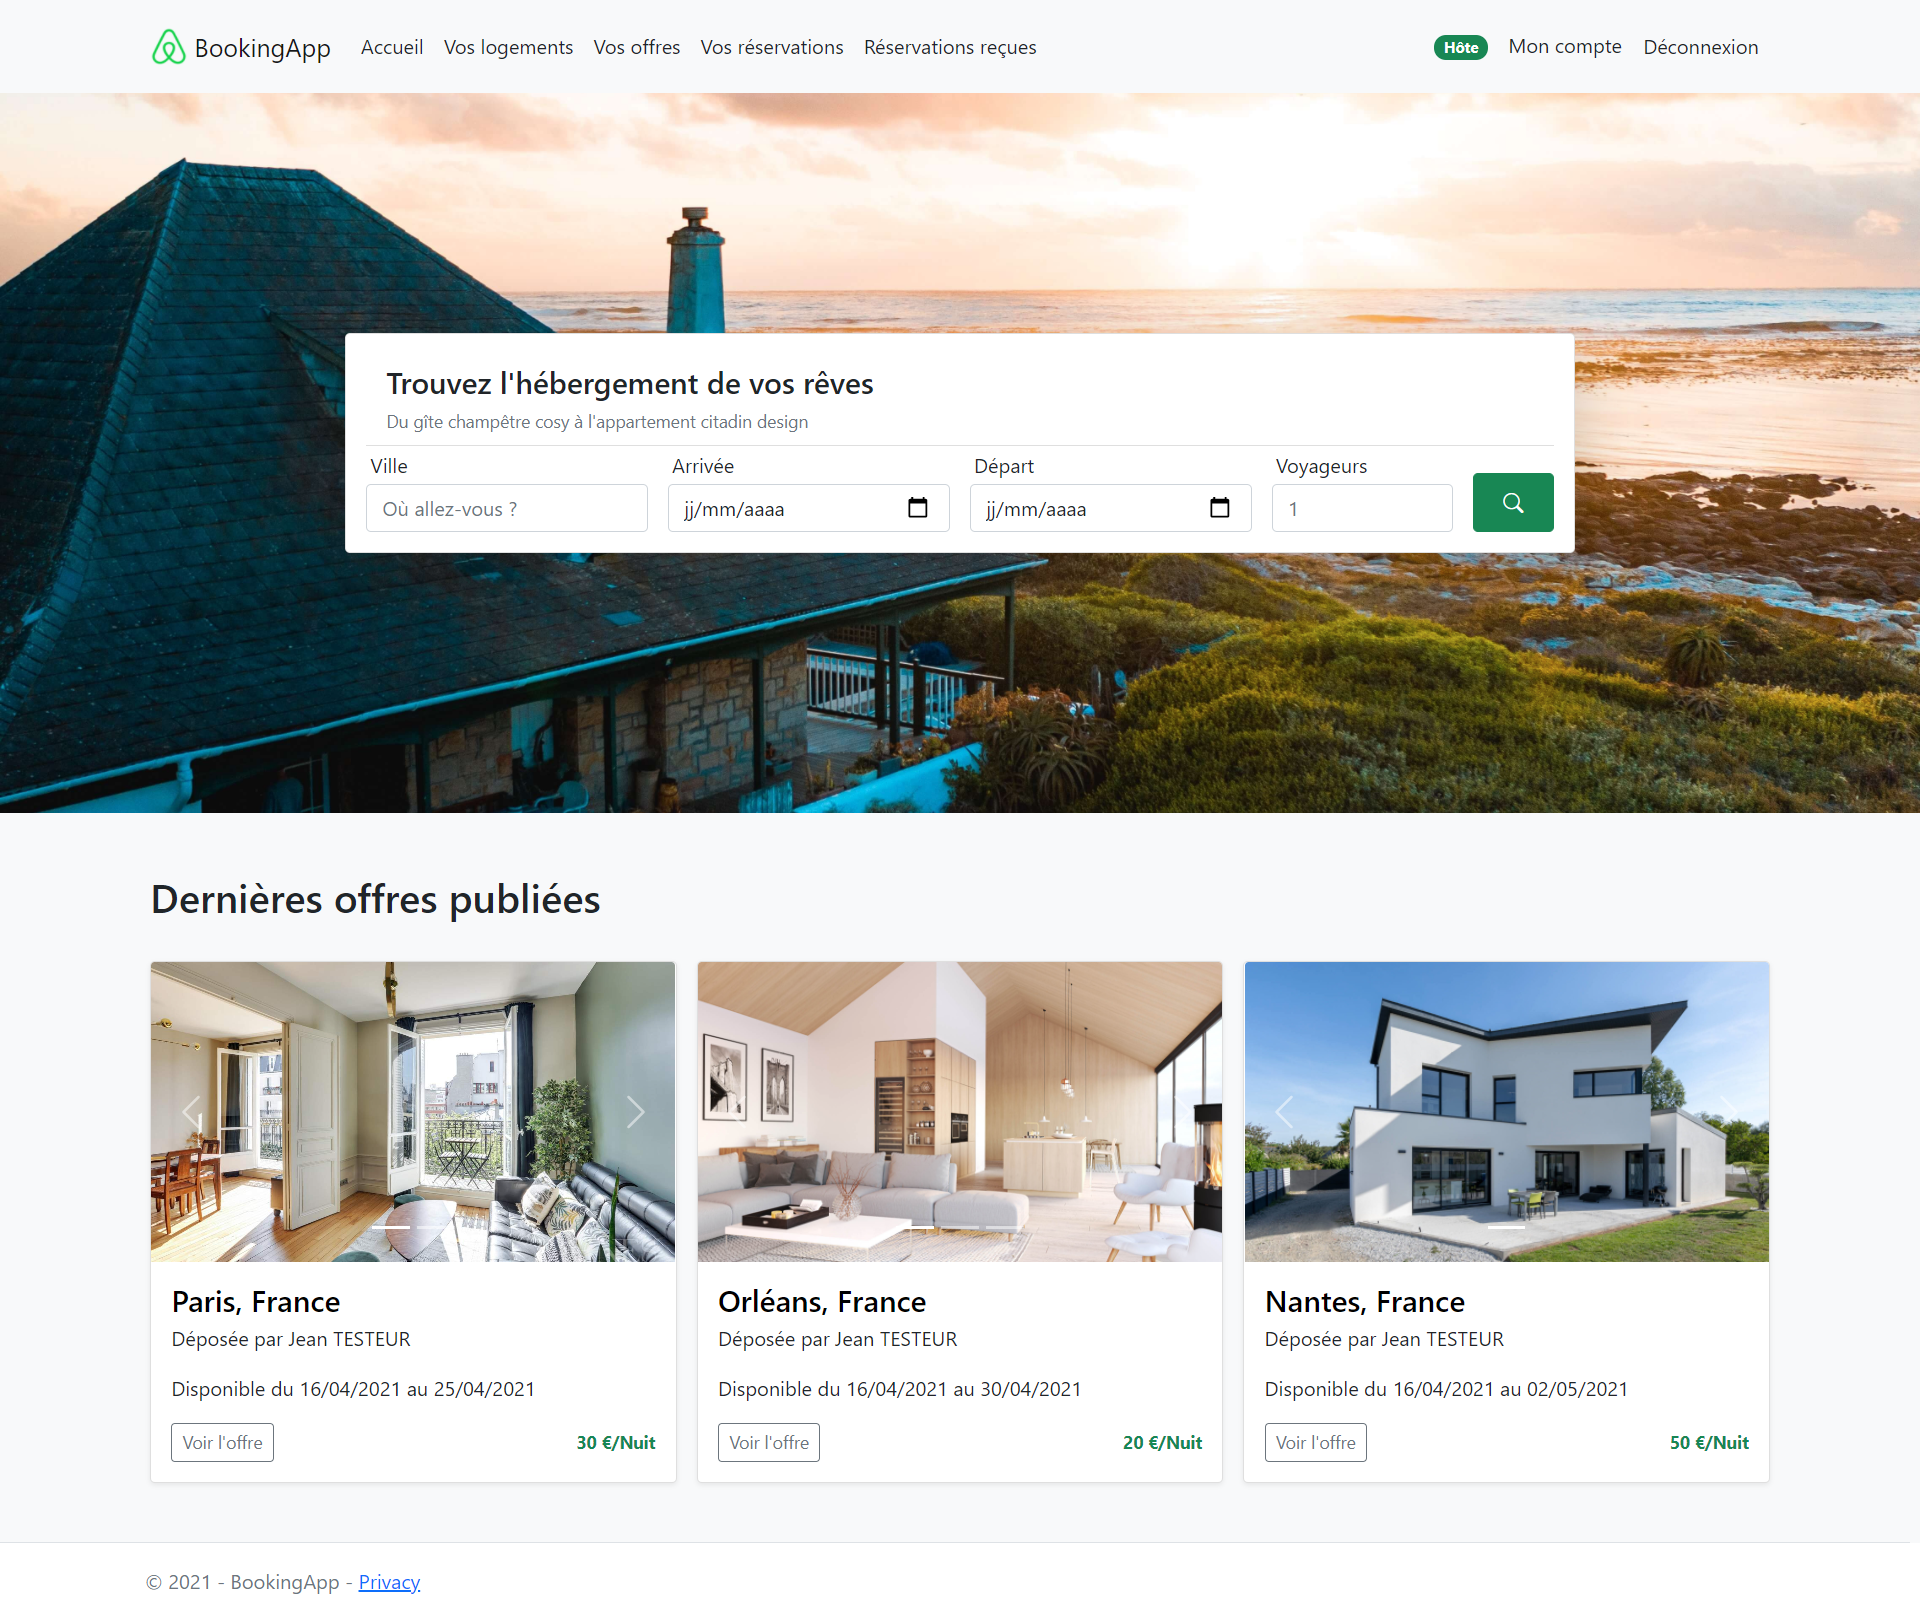 BookingApp Accueil Vos logements Vos offres Vos réservations Réservations reçues Hôte Mon compte Déconnexion
Trouvez l'hébergement de vos rêves
Du gîte champêtre cosy à l'appartement citadin design
Ville Arrivée Départ Voyageurs
Où allez-vous ? jj/mm/aaaa jj/mm/aaaa 1
Dernières offres publiées
Paris, France
Déposée par Jean TESTEUR
Disponible du 16/04/2021 au 25/04/2021
Voir l'offre 30 €/Nuit
Orléans, France
Déposée par Jean TESTEUR
Disponible du 16/04/2021 au 30/04/2021
Voir l'offre 20 €/Nuit
Nantes, France
Déposée par Jean TESTEUR
Disponible du 16/04/2021 au 02/05/2021
Voir l'offre 50 €/Nuit
© 2021 - BookingApp - Privacy